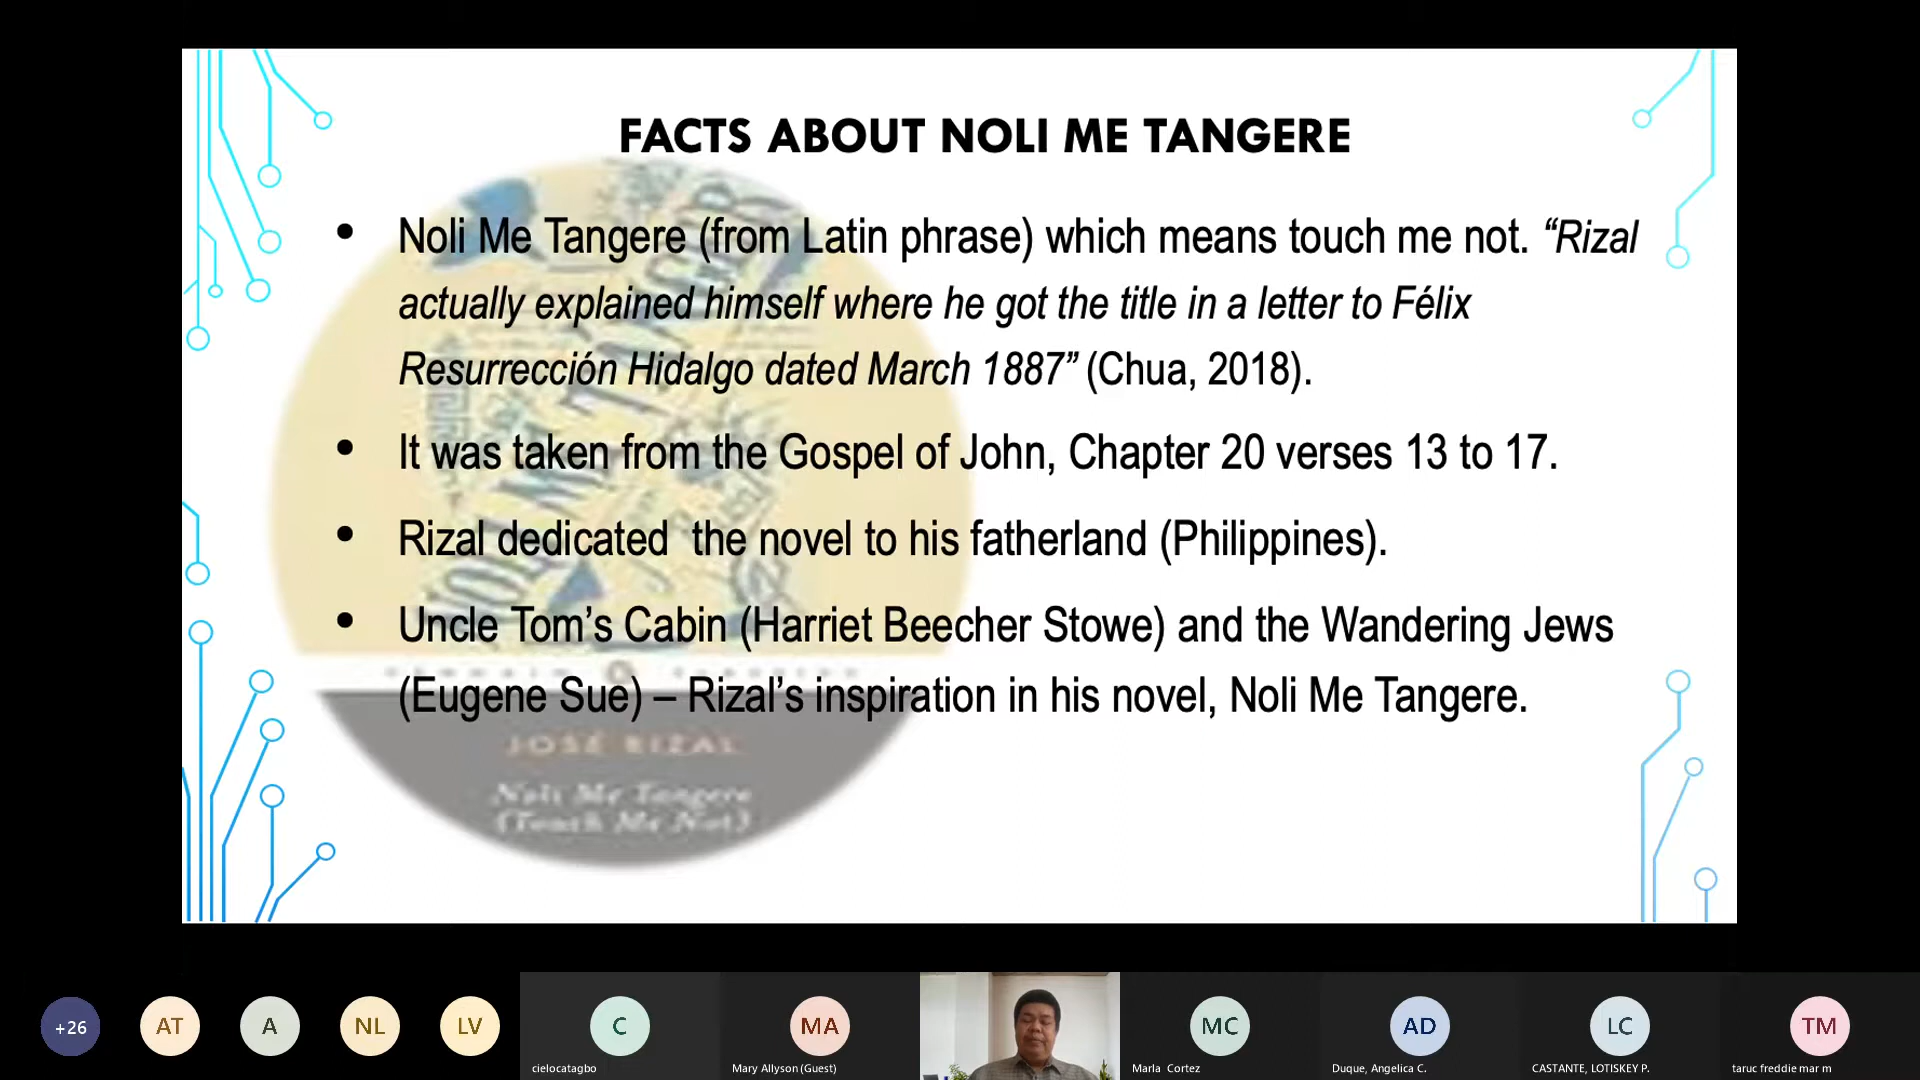 FACTS ABOUT NOLI ME TANGERE
• Noli Me Tangere (from Latin phrase) which means touch me not. “Rizal
actually explained himself where he got the title in a letter to Félix
Resurrección Hidalgo dated March 1887” (Chua, 2018).
• It was taken from the Gospel of John, Chapter 20 verses 13 to 17.
• Rizal dedicated  the novel to his fatherland (Philippines).
• Uncle Tom’s Cabin (Harriet Beecher Stowe) and the Wandering Jews
(Eugene Sue) – Rizal’s inspiration in his novel, Noli Me Tangere.
NOLI ME TANGERE
JOSÉ RIZAL
Noli Me Tangere
(Touch Me Not)
+26
AT
A
NL
LV
C
MA
MC
AD
LC
TM
cielocatagbo
Mary Allyson (Guest)
Marla Cortez
Duque, Angelica C.
CASTANTE, LOTISKEY P.
taruc freddie mar m